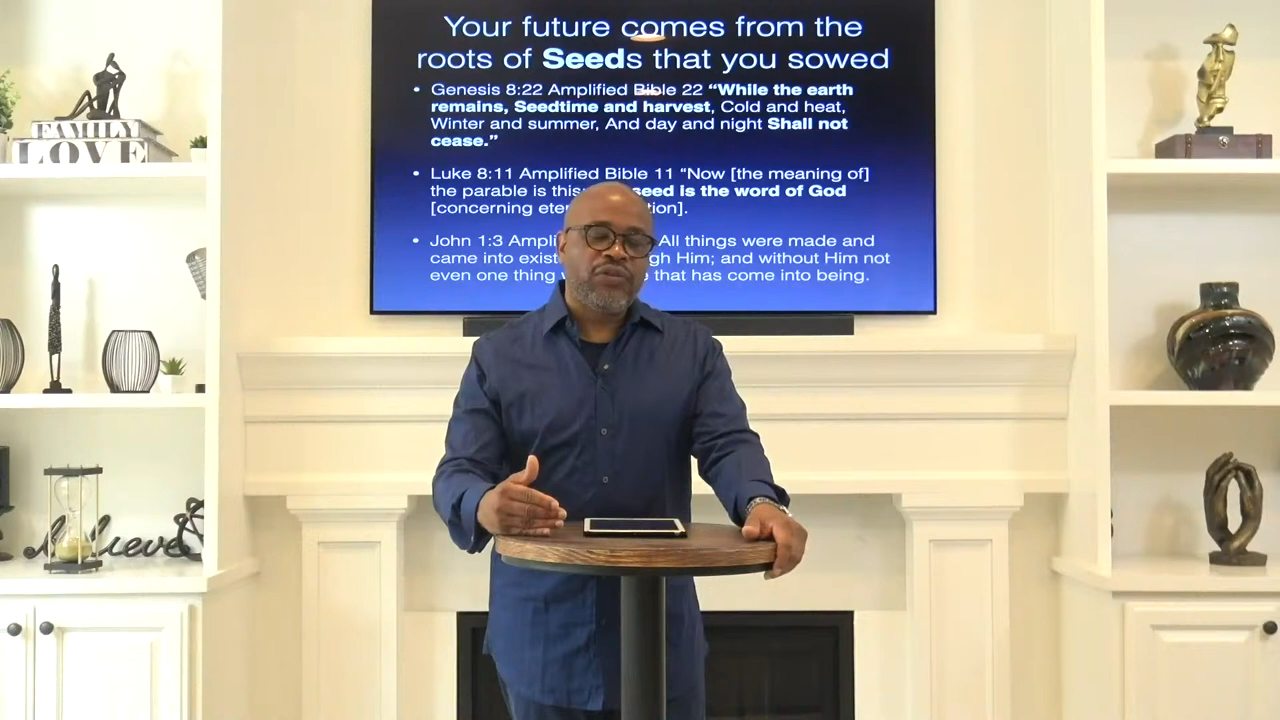 Your future comes from the
roots of Seeds that you sowed
• Genesis 8:22 Amplified Bible 22 “While the earth
remains, Seedtime and harvest, Cold and heat,
Winter and summer, And day and night Shall not
cease.”
• Luke 8:11 Amplified Bible 11 “Now [the meaning of]
the parable is this seed is the word of God
[concerning
• John 1:3 All things were made and
came into Him; and without Him not
even one thing that has come into being.
FAMILY
LOVE
believe